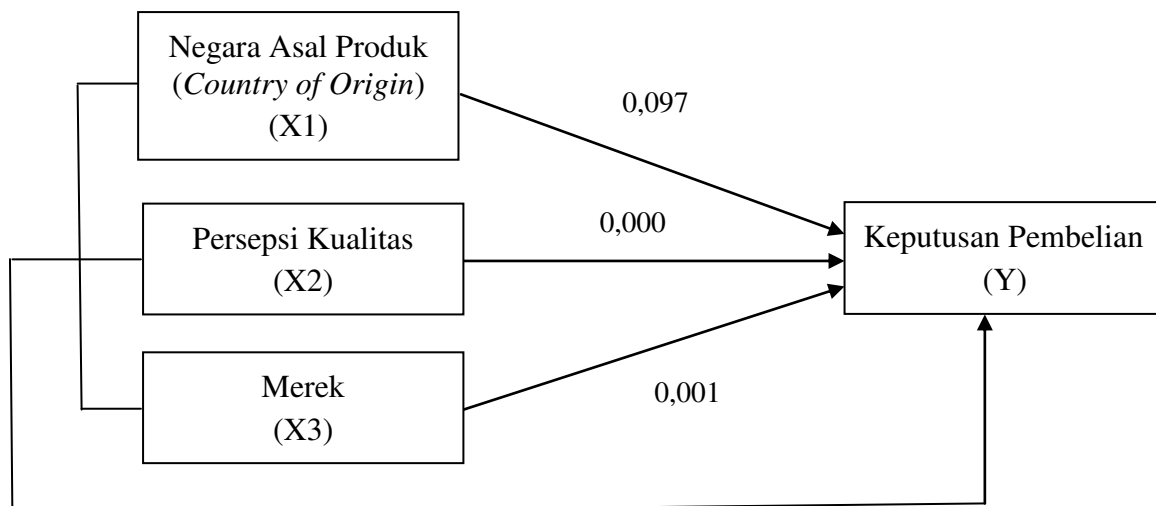 Negara Asal Produk
(Country of Origin)
(X1)
0,097
Persepsi Kualitas
(X2)
0,000
Keputusan Pembelian
(Y)
Merek
(X3)
0,001